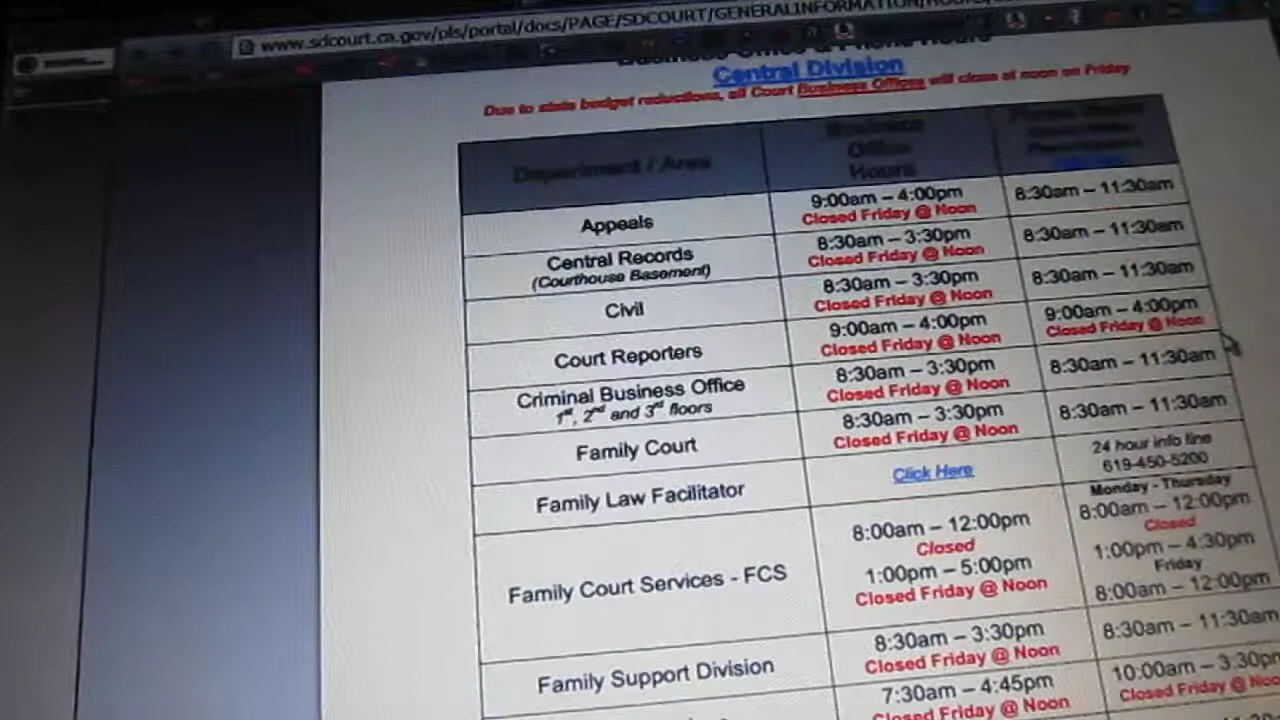 www.sdcourt.ca.gov/pls/portal/docs/PAGE/SDCOURT/GENERALINFORMATION/HOURS/
Central Division
Due to state budget reductions, all Court Business Offices will close at noon on Friday
Department / Area
Business
Office
Hours
Appeals
9:00am – 4:00pm
Closed Friday @ Noon
8:30am – 11:30am
Central Records
(Courthouse Basement)
8:30am – 3:30pm
Closed Friday @ Noon
8:30am – 11:30am
Civil
8:30am – 3:30pm
Closed Friday @ Noon
8:30am – 11:30am
Court Reporters
9:00am – 4:00pm
Closed Friday @ Noon
9:00am – 4:00pm
Closed Friday @ Noon
Criminal Business Office
1st, 2nd and 3rd floors
8:30am – 3:30pm
Closed Friday @ Noon
8:30am – 11:30am
Family Court
8:30am – 3:30pm
Closed Friday @ Noon
8:30am – 11:30am
Family Law Facilitator
Click Here
24 hour info line
619-450-5200
Family Court Services - FCS
8:00am – 12:00pm
Closed
1:00pm – 5:00pm
Closed Friday @ Noon
Monday - Thursday
8:00am – 12:00pm
Closed
1:00pm – 4:30pm
Friday
8:00am – 12:00pm
Family Support Division
8:30am – 3:30pm
Closed Friday @ Noon
8:30am – 11:30am
7:30am – 4:45pm
Closed Friday @ Noon
10:00am – 3:30pm
Closed Friday @ Noo